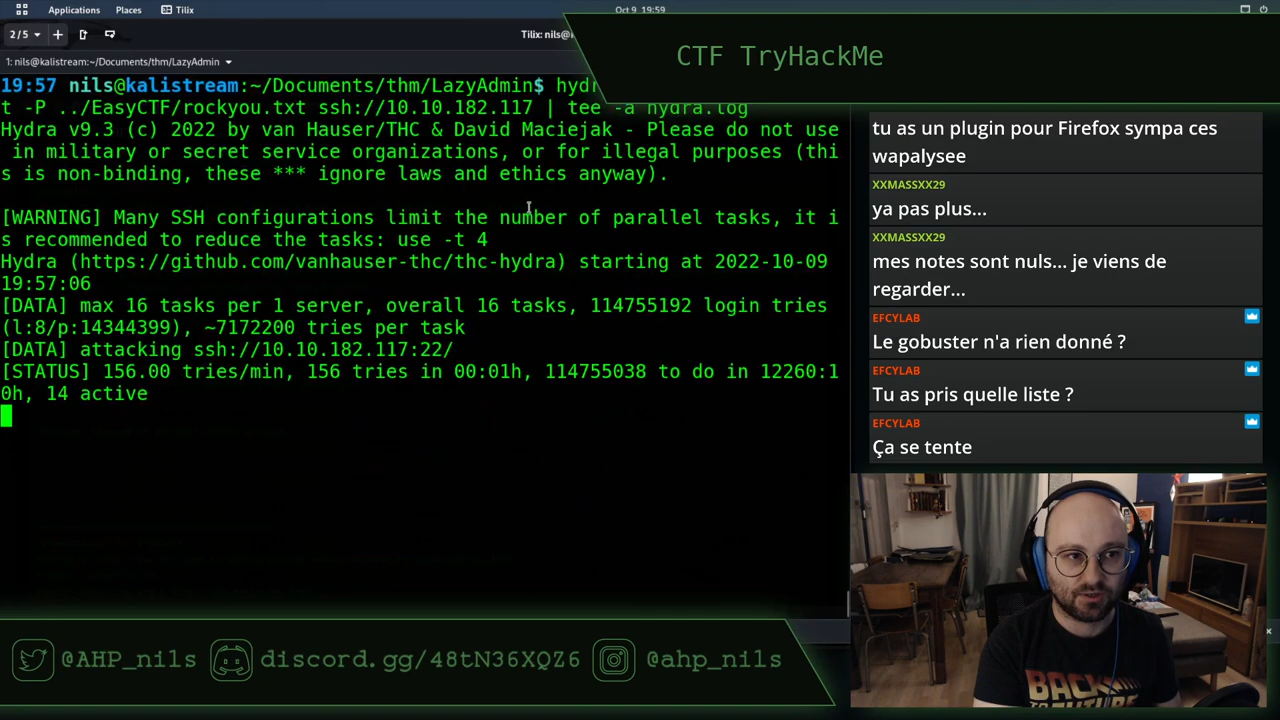 Applications Places Tilix
Oct 9 19:59
2/5
Tilix: nils@
CTF TryHackMe
1: nils@kalistream:~/Documents/thm/LazyAdmin
19:57 nils@kalistream:~/Documents/thm/LazyAdmin$ hydr
t -P ../EasyCTF/rockyou.txt ssh://10.10.182.117 | tee -a hydra.log
Hydra v9.3 (c) 2022 by van Hauser/THC & David Maciejak - Please do not use
in military or secret service organizations, or for illegal purposes (thi
s is non-binding, these *** ignore laws and ethics anyway).
[WARNING] Many SSH configurations limit the number of parallel tasks, it i
s recommended to reduce the tasks: use -t 4
Hydra (https://github.com/vanhauser-thc/thc-hydra) starting at 2022-10-09
19:57:06
[DATA] max 16 tasks per 1 server, overall 16 tasks, 114755192 login tries
(l:8/p:14344399), ~7172200 tries per task
[DATA] attacking ssh://10.10.182.117:22/
[STATUS] 156.00 tries/min, 156 tries in 00:01h, 114755038 to do in 12260:1
0h, 14 active
tu as un plugin pour Firefox sympa ces
wapalysee
XXMASSXX29
ya pas plus...
XXMASSXX29
mes notes sont nuls... je viens de
regarder...
EFCYLAB
Le gobuster n'a rien donné ?
EFCYLAB
Tu as pris quelle liste ?
EFCYLAB
Ça se tente
BACK
@AHP_nils discord.gg/48tN36XQZ6 @ahp_nils